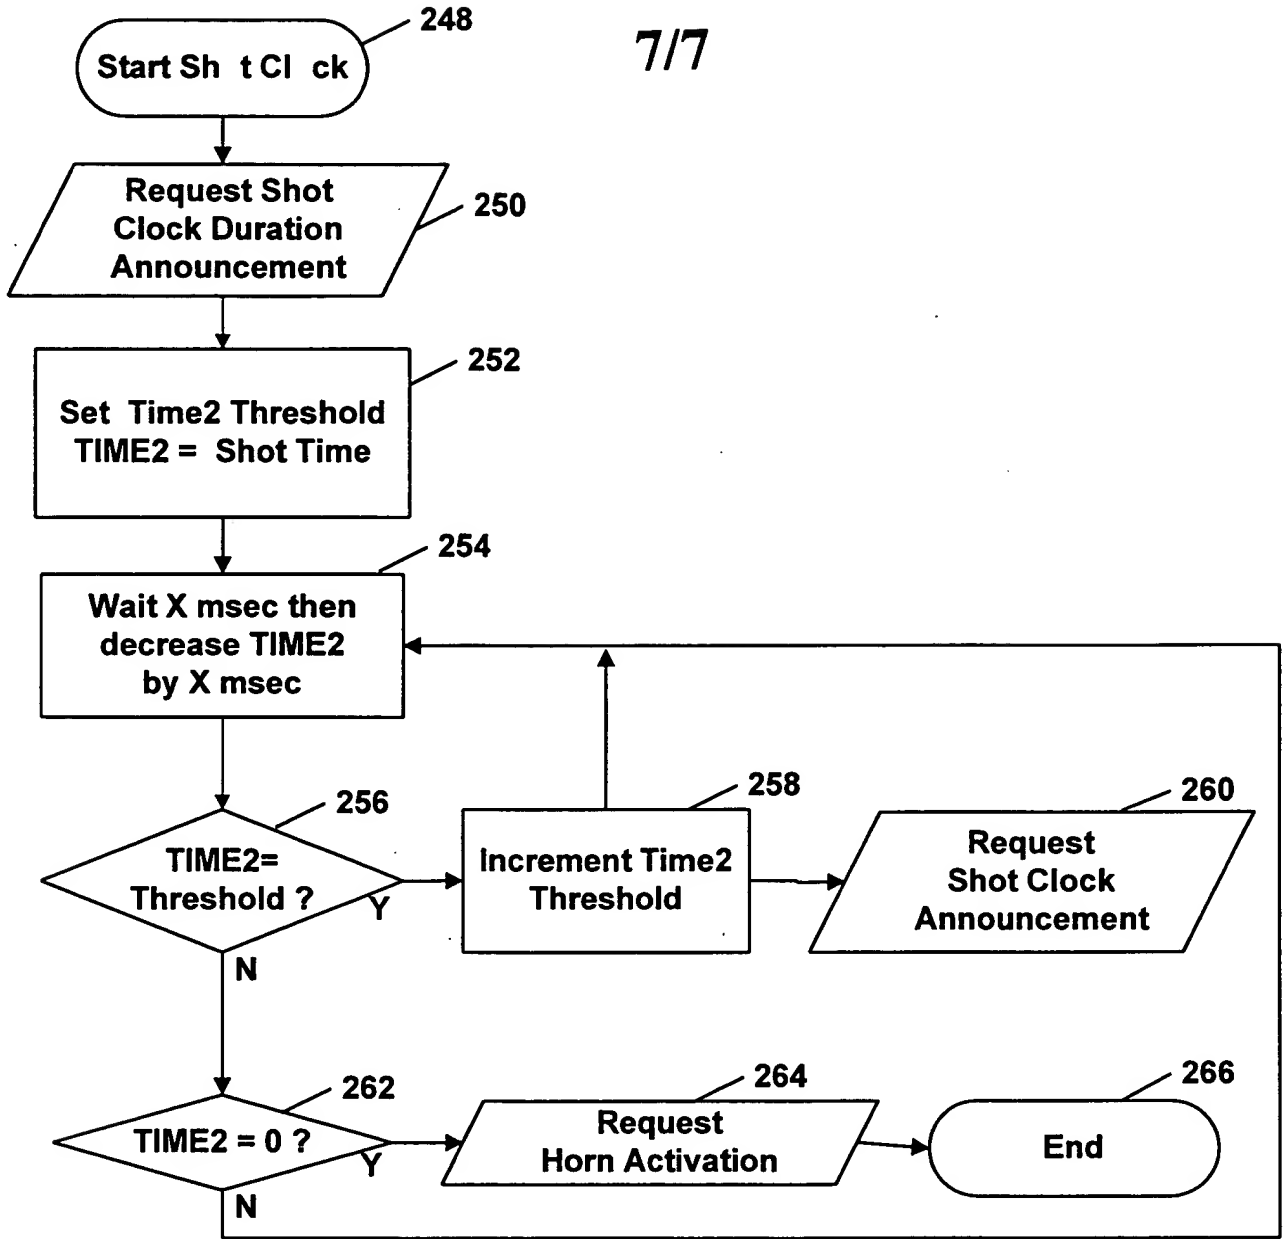 248
7/7
Start Sh t Cl ck
Request Shot
Clock Duration
Announcement
250
252
Set Time2 Threshold
TIME2 = Shot Time
254
Wait X msec then
decrease TIME2
by X msec
256
TIME2=
Threshold ?
Y
N
258
Increment Time2
Threshold
260
Request
Shot Clock
Announcement
262
TIME2 = 0 ?
Y
N
264
Request
Horn Activation
266
End